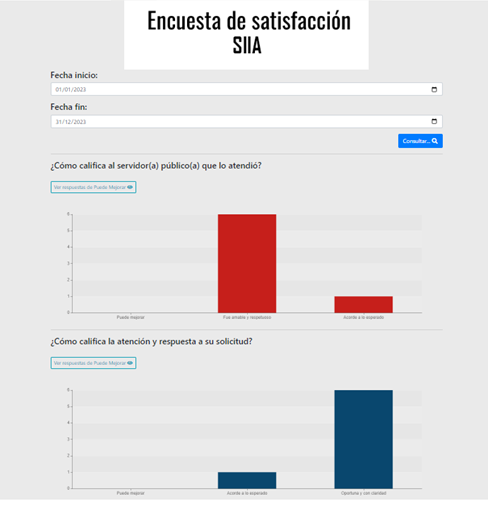 Encuesta de satisfacción
SIIA
Fecha inicio:
01/01/2023
Fecha fin:
31/12/2023
Consultar...
¿Cómo califica al servidor(a) público(a) que lo atendió?
Ver respuestas de Puede Mejorar
6
5
4
3
2
1
0
Puede mejorar Fue amable y respetuoso Acorde a lo esperado
¿Cómo califica la atención y respuesta a su solicitud?
Ver respuestas de Puede Mejorar
6
5
4
3
2
1
0
Puede mejorar Acorde a lo esperado Oportuna y con claridad